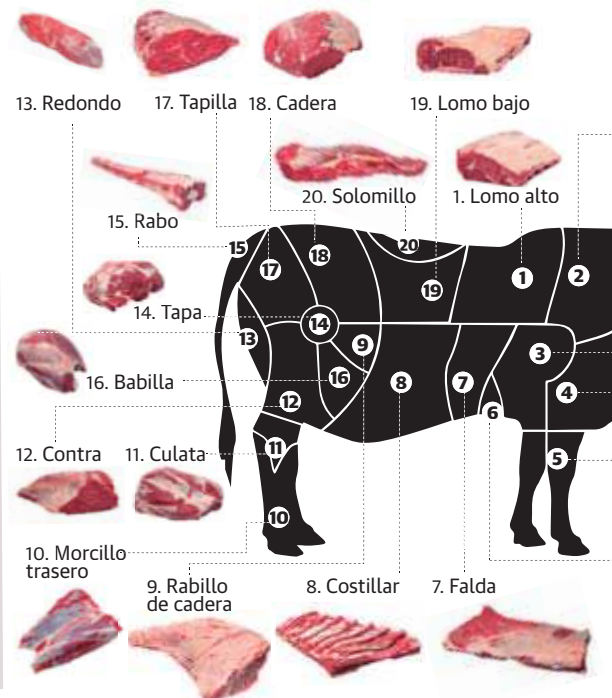 13. Redondo
17. Tapilla
18. Cadera
19. Lomo bajo
20. Solomillo
1. Lomo alto
15. Rabo
14. Tapa
16. Babilla
12. Contra
11. Culata
10. Morcillo
trasero
9. Rabillo
de cadera
8. Costillar
7. Falda
15
17
18
20
19
1
2
14
13
9
3
16
8
7
4
12
6
11
5
10